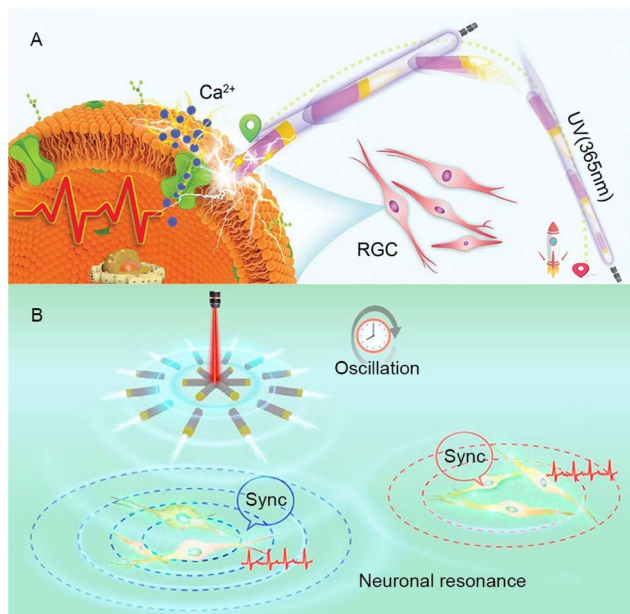 A
Ca²⁺
UV(365nm)
RGC
B
Oscillation
Sync
Sync
Neuronal resonance